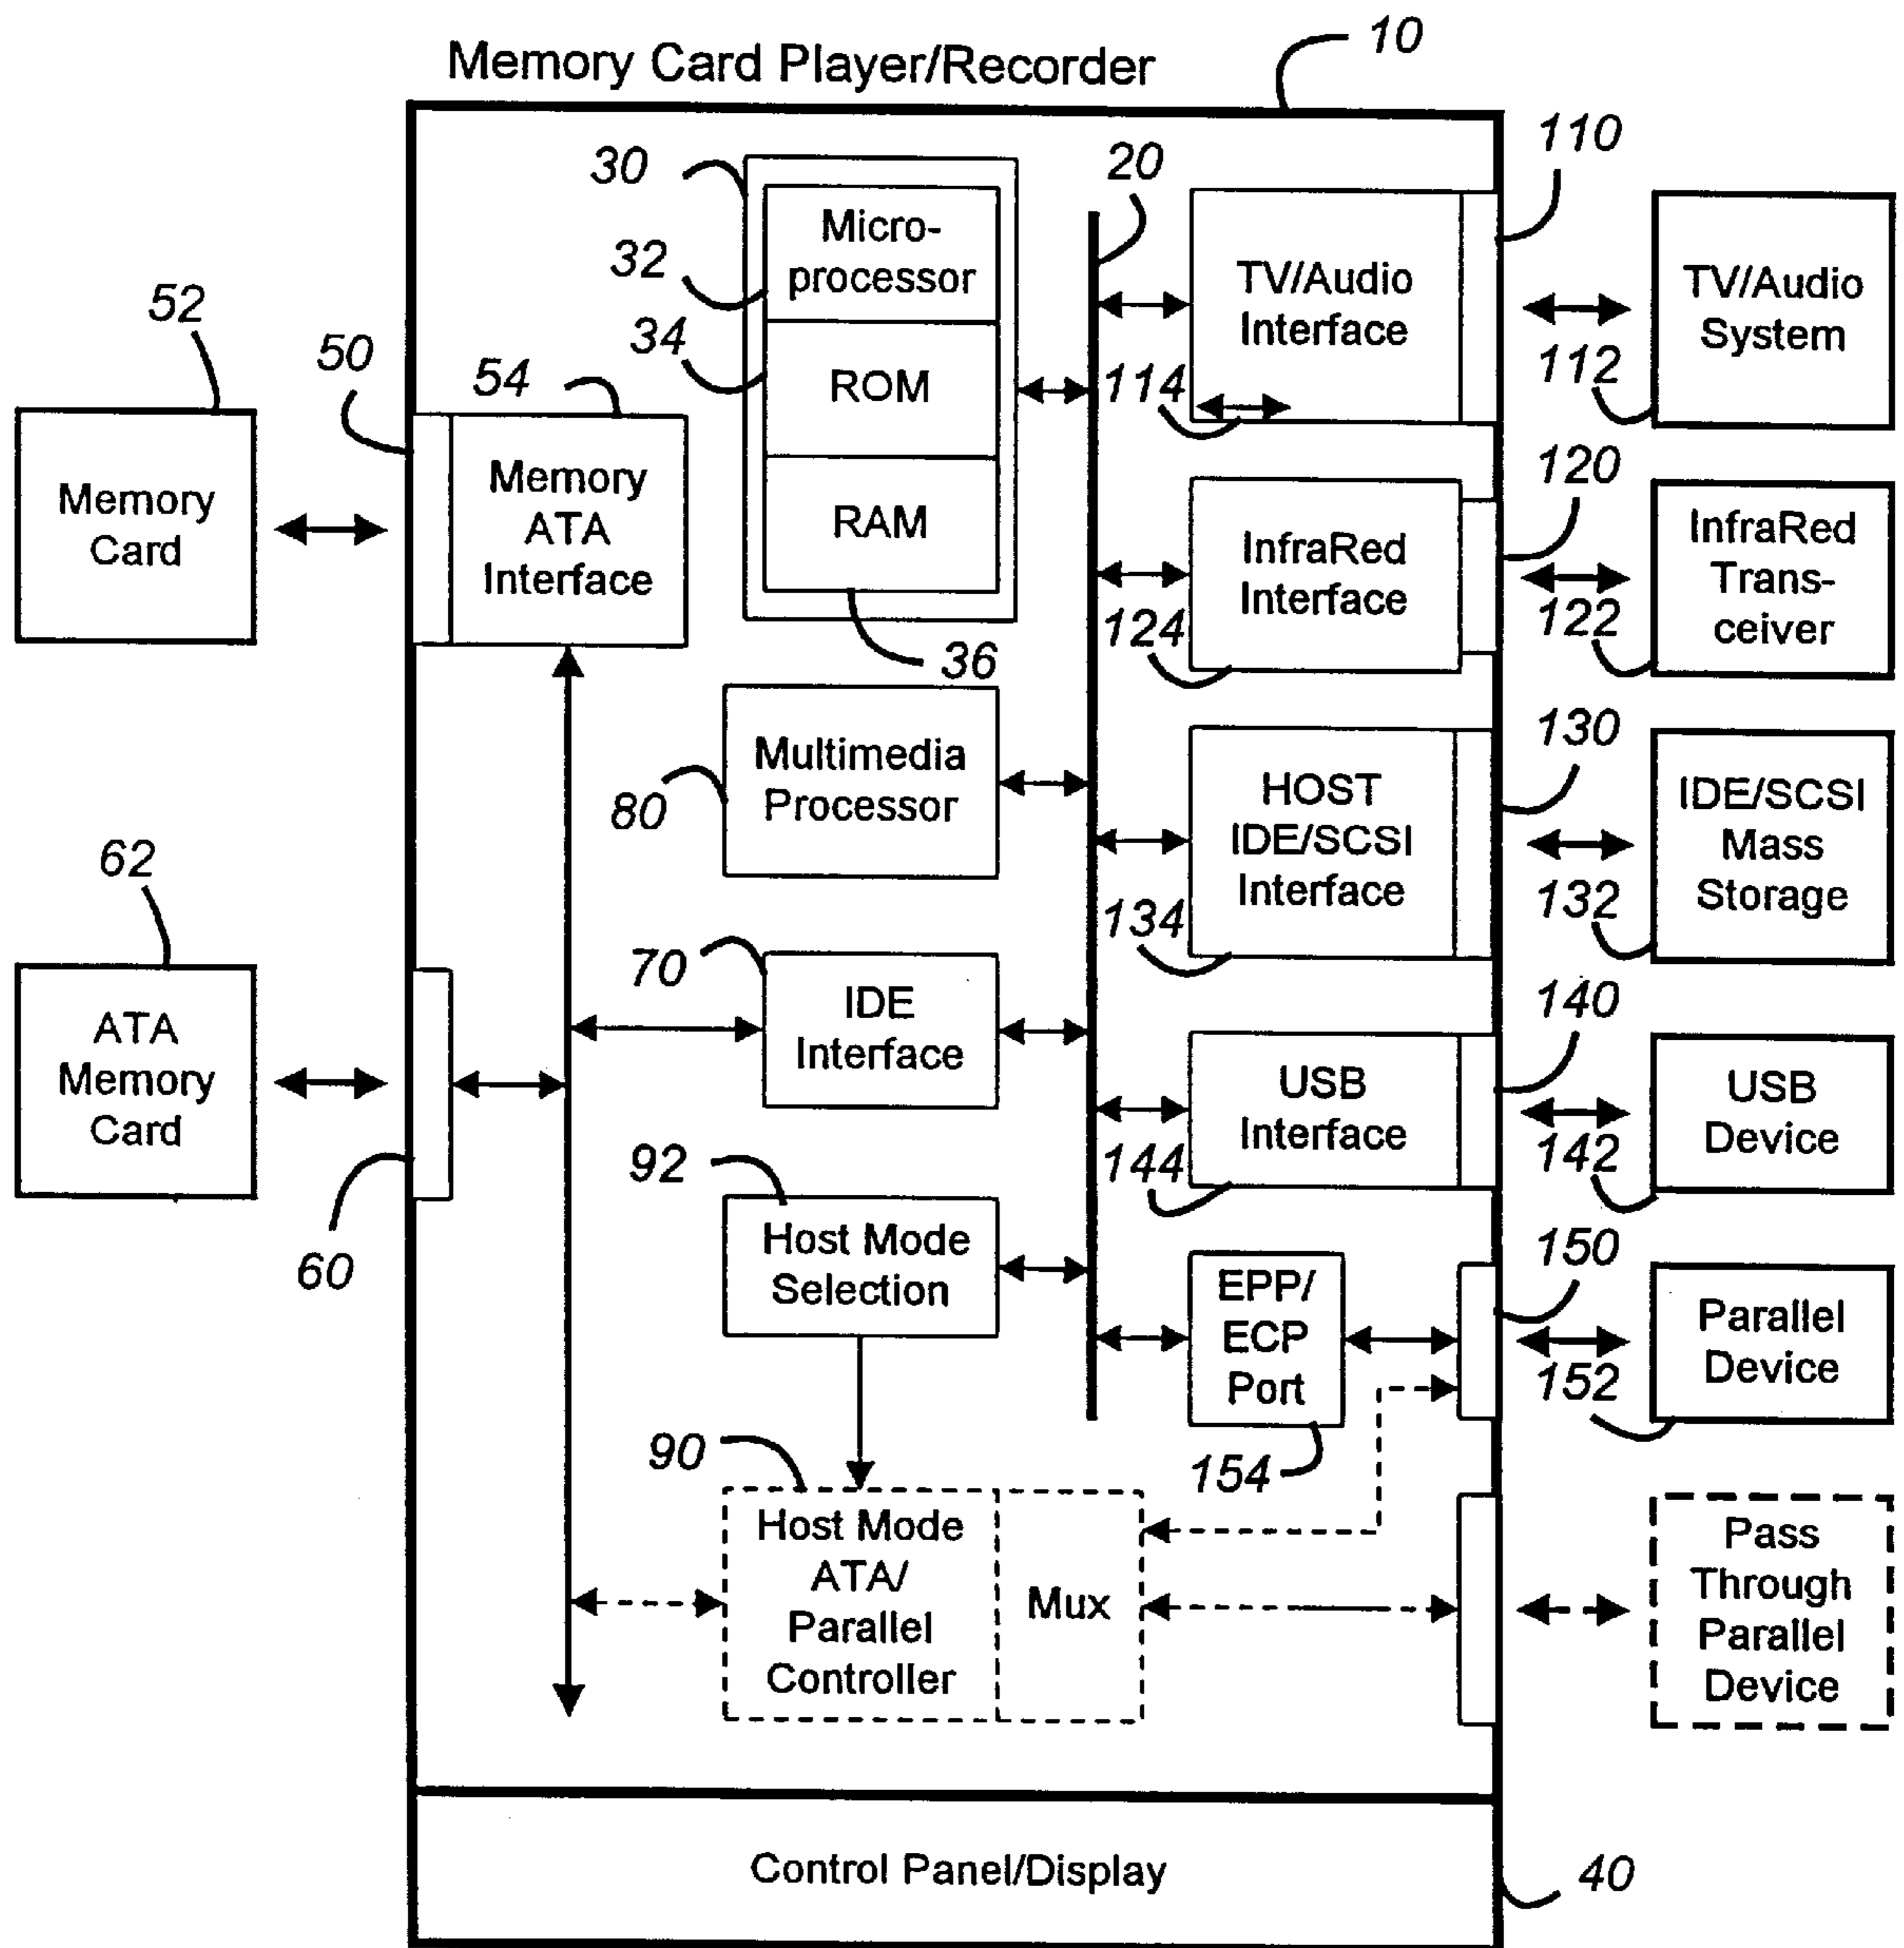 10
Memory Card Player/Recorder
110
30
20
Micro-
processor
32
TV/Audio
Interface
TV/Audio
System
52
50
34
54
114
112
ROM
Memory
Card
Memory
ATA
Interface
120
RAM
InfraRed
Interface
InfraRed
Trans-
ceiver
124
122
36
130
Multimedia
Processor
80
HOST
IDE/SCSI
Interface
IDE/SCSI
Mass
Storage
62
134
132
70
IDE
Interface
140
ATA
Memory
Card
USB
Interface
USB
Device
92
144
142
60
Host Mode
Selection
150
EPP/
ECP
Port
Parallel
Device
152
90
154
Host Mode
ATA/
Parallel
Controller
Mux
Pass
Through
Parallel
Device
Control Panel/Display
40